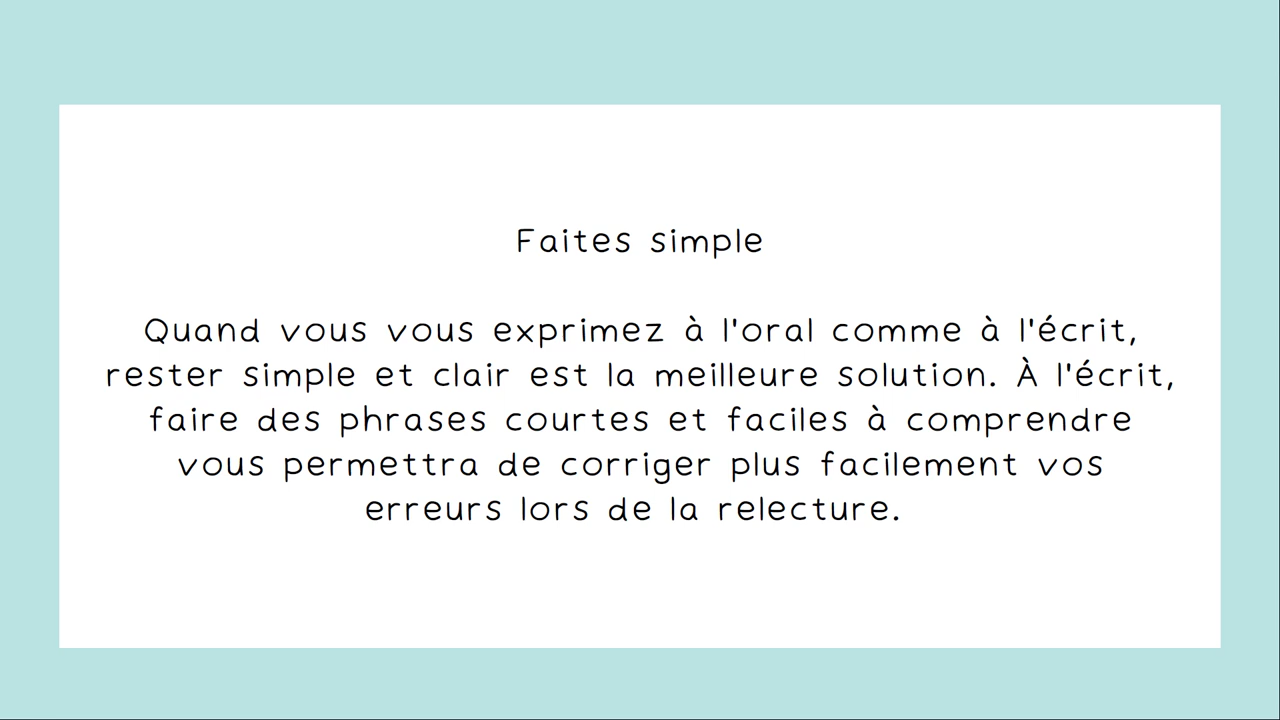 Faites simple
Quand vous vous exprimez à l'oral comme à l'écrit,
rester simple et clair est la meilleure solution. À l'écrit,
faire des phrases courtes et faciles à comprendre
vous permettra de corriger plus facilement vos
erreurs lors de la relecture.